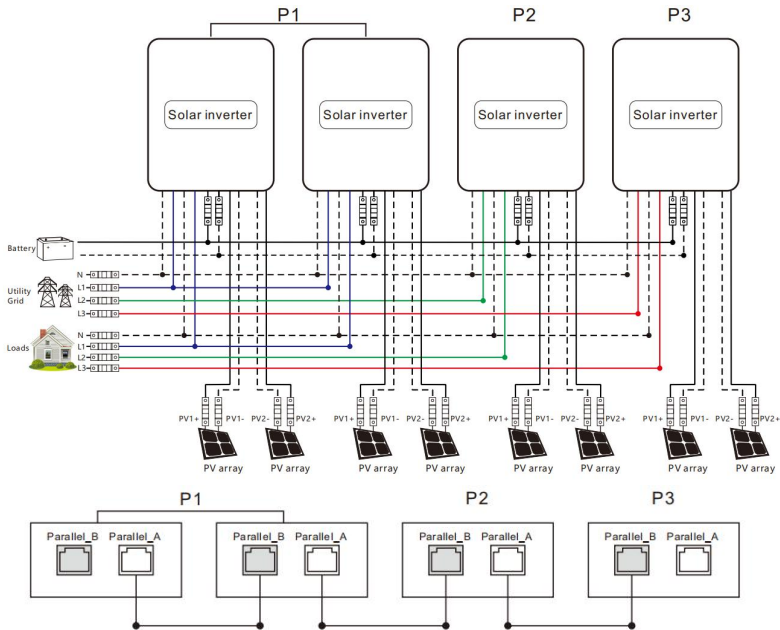 P1 P2 P3
Solar inverter Solar inverter Solar inverter Solar inverter
Battery
N
L1
Utility
Grid
L2
L3
N
Loads
L1
L2
L3
PV1+ PV1- PV2- PV2+ PV1+ PV1- PV2- PV2+ PV1+ PV1- PV2- PV2+ PV1+ PV1- PV2- PV2+
PV array PV array PV array PV array PV array PV array PV array PV array
P1 P2 P3
Parallel_B Parallel_A Parallel_B Parallel_A Parallel_B Parallel_A Parallel_B Parallel_A